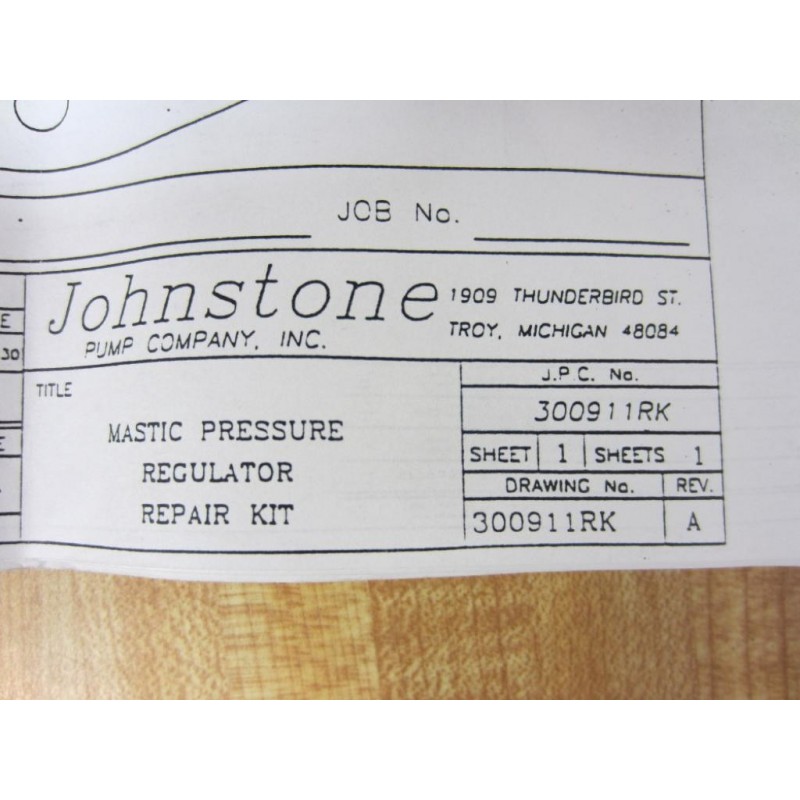 JOB No.
Johnstone
PUMP COMPANY, INC.
1909 THUNDERBIRD ST.
TROY, MICHIGAN 48084
E
30
E
TITLE
MASTIC PRESSURE
REGULATOR
REPAIR KIT
J.P.C. No.
300911RK
SHEET 1 SHEETS 1
DRAWING No. REV.
300911RK A